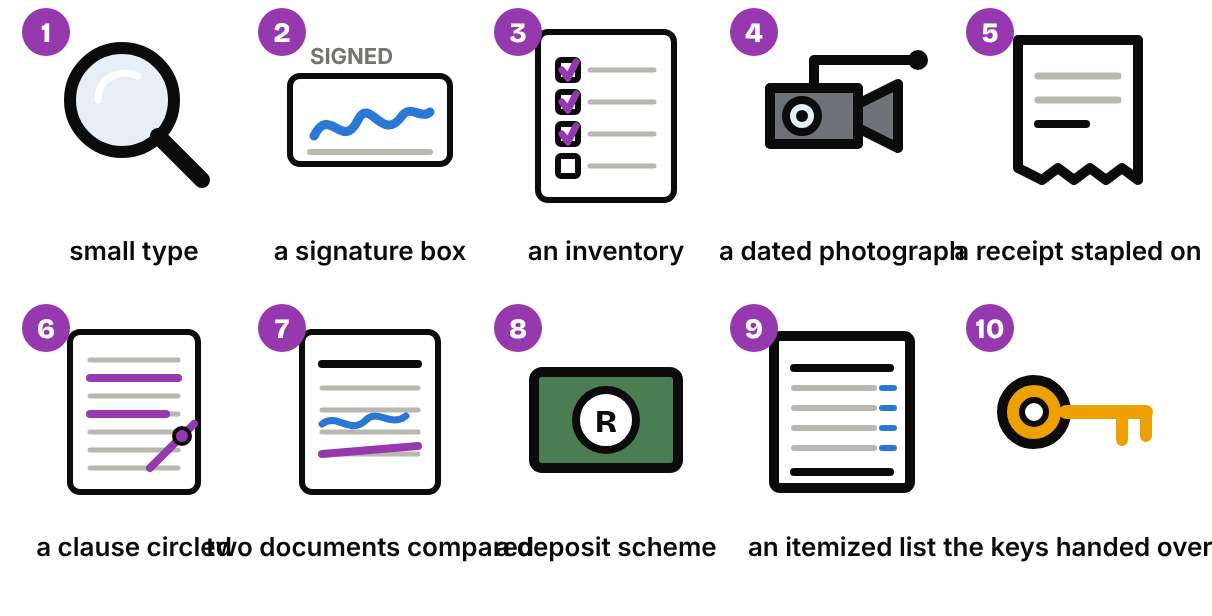 1
2
3
4
5
SIGNED
small type
a signature box
an inventory
a dated photograph
a receipt stapled on
6
7
8
9
10
R
a clause circled
two documents compared
a deposit scheme
an itemized list
the keys handed over